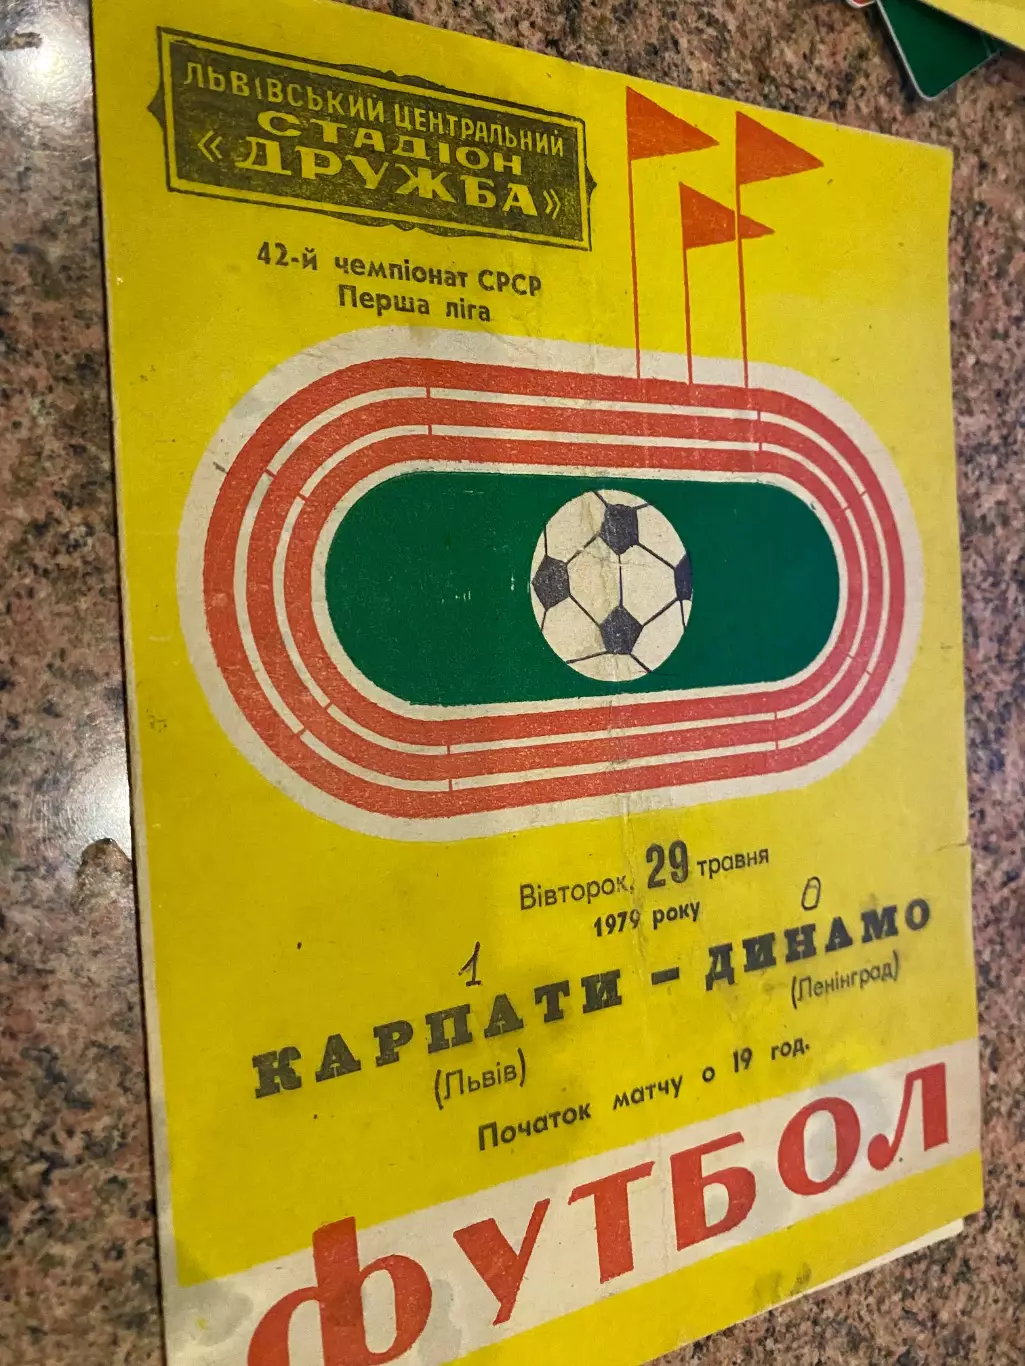 ЛЬВІВСЬКИЙ ЦЕНТРАЛЬНИЙ
СТАДІОН
«ДРУЖБА»
42-й чемпіонат СРСР
Перша ліга
Вівторок, 29 травня
1979 року
1 0
КАРПАТИ – ДИНАМО
(Львів) (Ленінград)
Початок матчу о 19 год.
ФУТБОЛ